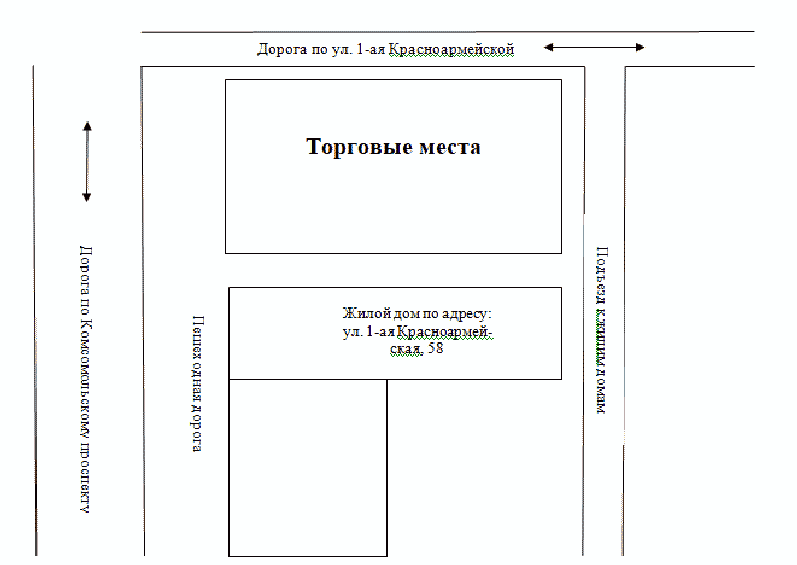 Дорога по ул. 1-ая Красноармейской
Торговые места
Дорога по Комсомольскому проспекту
Пешеходная дорога
Жилой дом по адресу:
ул. 1-ая Красноармей-
ская, 58
Подъезд к жилым домам